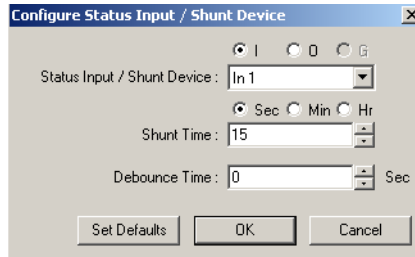 Configure Status Input / Shunt Device
I O G
Status Input / Shunt Device : In 1
Sec Min Hr
Shunt Time : 15
Debounce Time : 0 Sec
Set Defaults OK Cancel